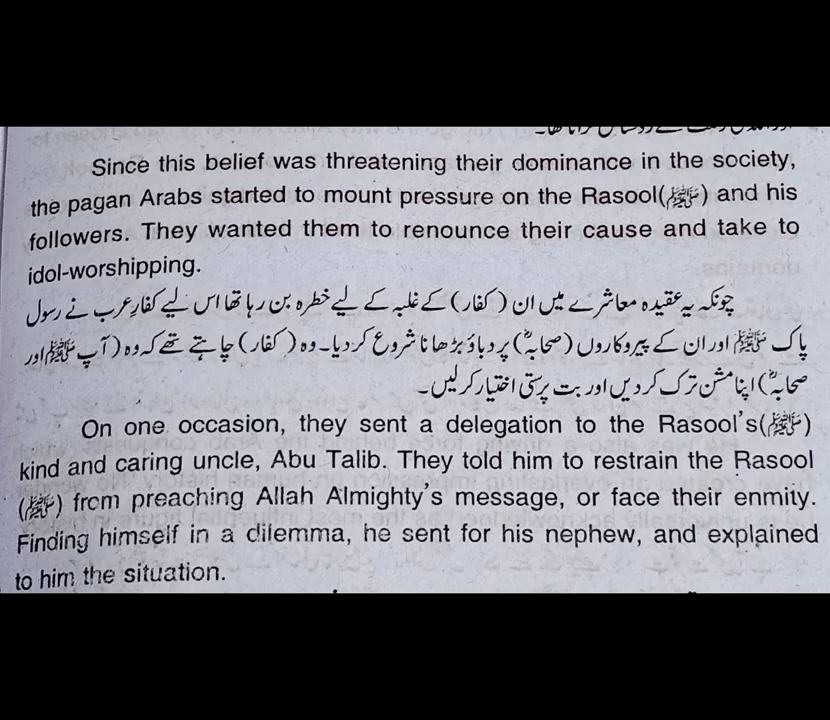 Since this belief was threatening their dominance in the society,
the pagan Arabs started to mount pressure on the Rasool(ﷺ) and his
followers. They wanted them to renounce their cause and take to
idol-worshipping.
چونکہ یہ عقیدہ معاشرے میں ان (کفار) کے غلبہ کے لیے خطرہ بن رہا تھا اس لیے کفارِ عرب نے رسول
پاک ﷺ اور ان کے پیروکاروں (صحابہؓ) پر دباؤ بڑھانا شروع کر دیا۔ وہ (کفار) چاہتے تھے کہ وہ (آپ ﷺ اور
صحابہؓ) اپنا مشن ترک کر دیں اور بت پرستی اختیار کر لیں۔
On one occasion, they sent a delegation to the Rasool's(ﷺ)
kind and caring uncle, Abu Talib. They told him to restrain the Rasool
(ﷺ) from preaching Allah Almighty's message, or face their enmity.
Finding himself in a dilemma, he sent for his nephew, and explained
to him the situation.